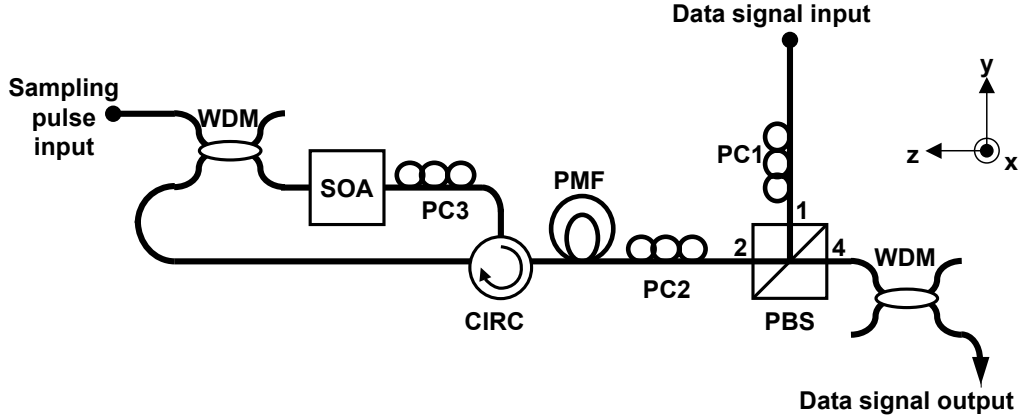 Data signal input
Sampling
pulse
input
WDM
SOA
PC3
CIRC
PMF
PC2
PC1
1
2
4
PBS
WDM
Data signal output
y
z
x